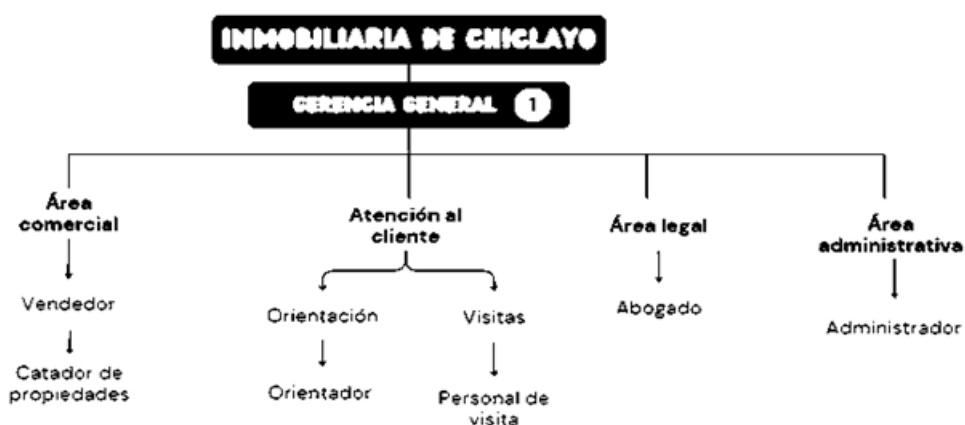 INMOBILIARIA DE CHICLAYO
GERENCIA GENERAL 1
Área
comercial
Vendedor
Catador de
propiedades
Atención al
cliente
Orientación
Orientador
Visitas
Personal de
visita
Área legal
Abogado
Área
administrativa
Administrador